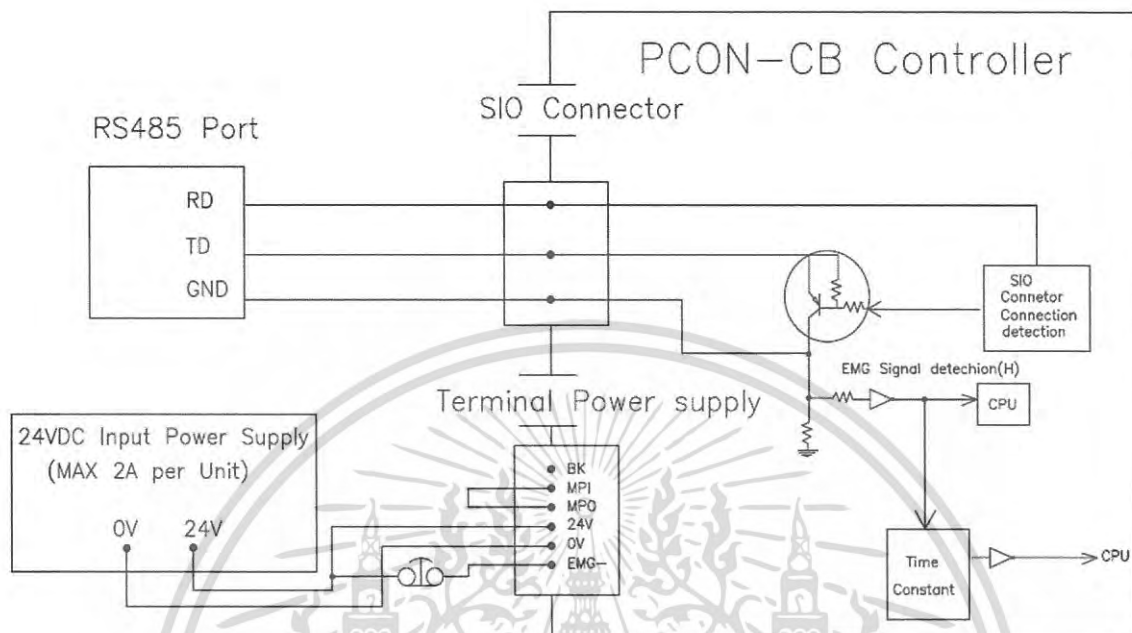 PCON-CB Controller
SIO Connector
RS485 Port
RD
TD
GND
SIO
Connetor
Connection
detection
EMG Signal detechion(H)
CPU
Terminal Power supply
24VDC Input Power Supply
(MAX 2A per Unit)
0V 24V
BK
MPI
MPO
24V
0V
EMG-
Time
Constant
CPU